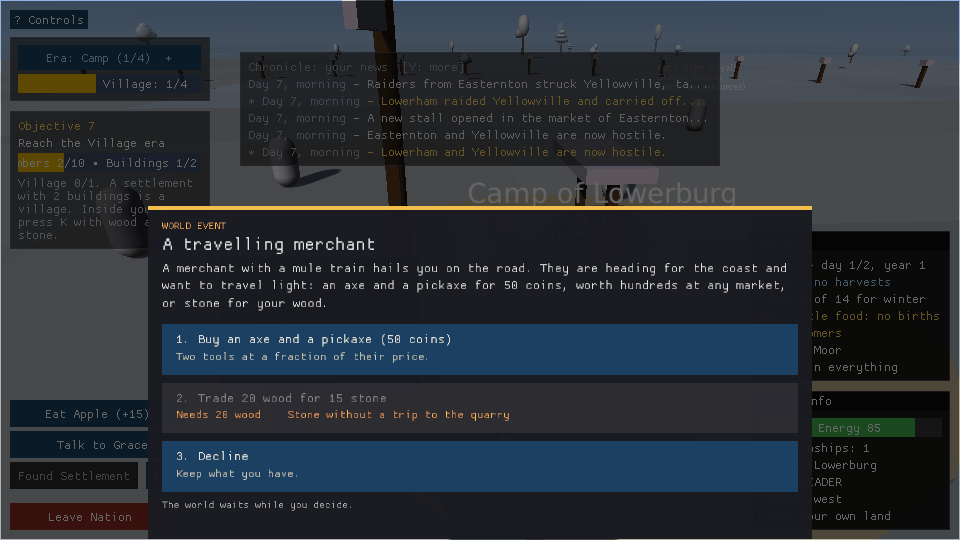 ? Controls
Era: Camp (1/4) +
Village: 1/4
Objective 7
Reach the Village era
mbers 2/10 • Buildings 1/2
Village 0/1. A settlement
with 2 buildings is a
village. Inside you
press K with wood a
stone.
Chronicle: your news [Y: more]
Day 7, morning – Raiders from Easternton struck Yellowville, ta...
* Day 7, morning – Lowerham raided Yellowville and carried off...
Day 7, morning – A new stall opened in the market of Easternton...
Day 7, morning – Easternton and Yellowville are now hostile.
* Day 7, morning – Lowerham and Yellowville are now hostile.
Camp of Lowerburg
WORLD EVENT
A travelling merchant
A merchant with a mule train hails you on the road. They are heading for the coast and
want to travel light: an axe and a pickaxe for 50 coins, worth hundreds at any market,
or stone for your wood.
1. Buy an axe and a pickaxe (50 coins)
Two tools at a fraction of their price.
2. Trade 20 wood for 15 stone
Needs 20 wood Stone without a trip to the quarry
3. Decline
Keep what you have.
The world waits while you decide.
Eat Apple (+15)
Talk to Grace
Found Settlement
Leave Nation
day 1/2, year 1
no harvests
of 14 for winter
le food: no births
omers
Moor
n everything
nfo
Energy 85
nships: 1
Lowerburg
EADER
west
your own land